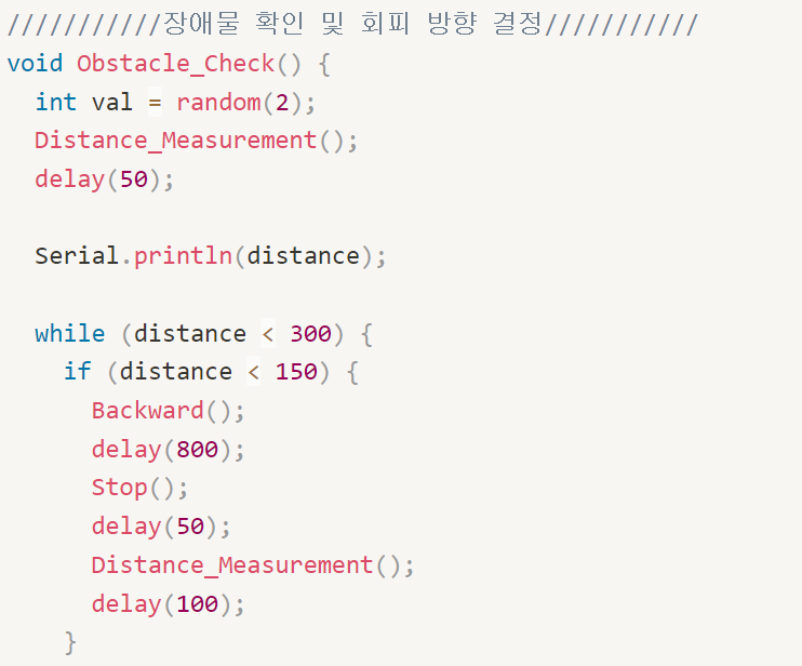 ///////////장애물 확인 및 회피 방향 결정///////////
void Obstacle_Check() {
  int val = random(2);
  Distance_Measurement();
  delay(50);

  Serial.println(distance);

  while (distance < 300) {
    if (distance < 150) {
      Backward();
      delay(800);
      Stop();
      delay(50);
      Distance_Measurement();
      delay(100);
    }